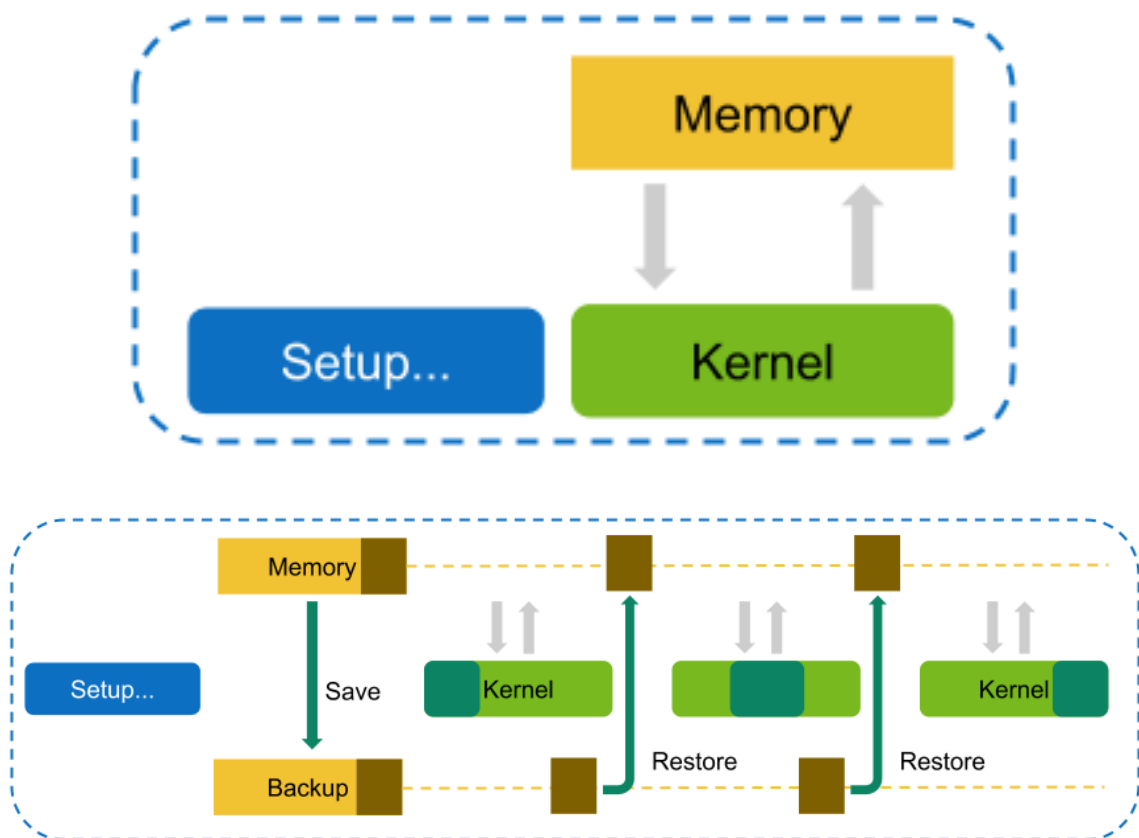 Memory
Setup...
Kernel
Memory
Setup...
Save
Kernel
Kernel
Restore
Restore
Backup